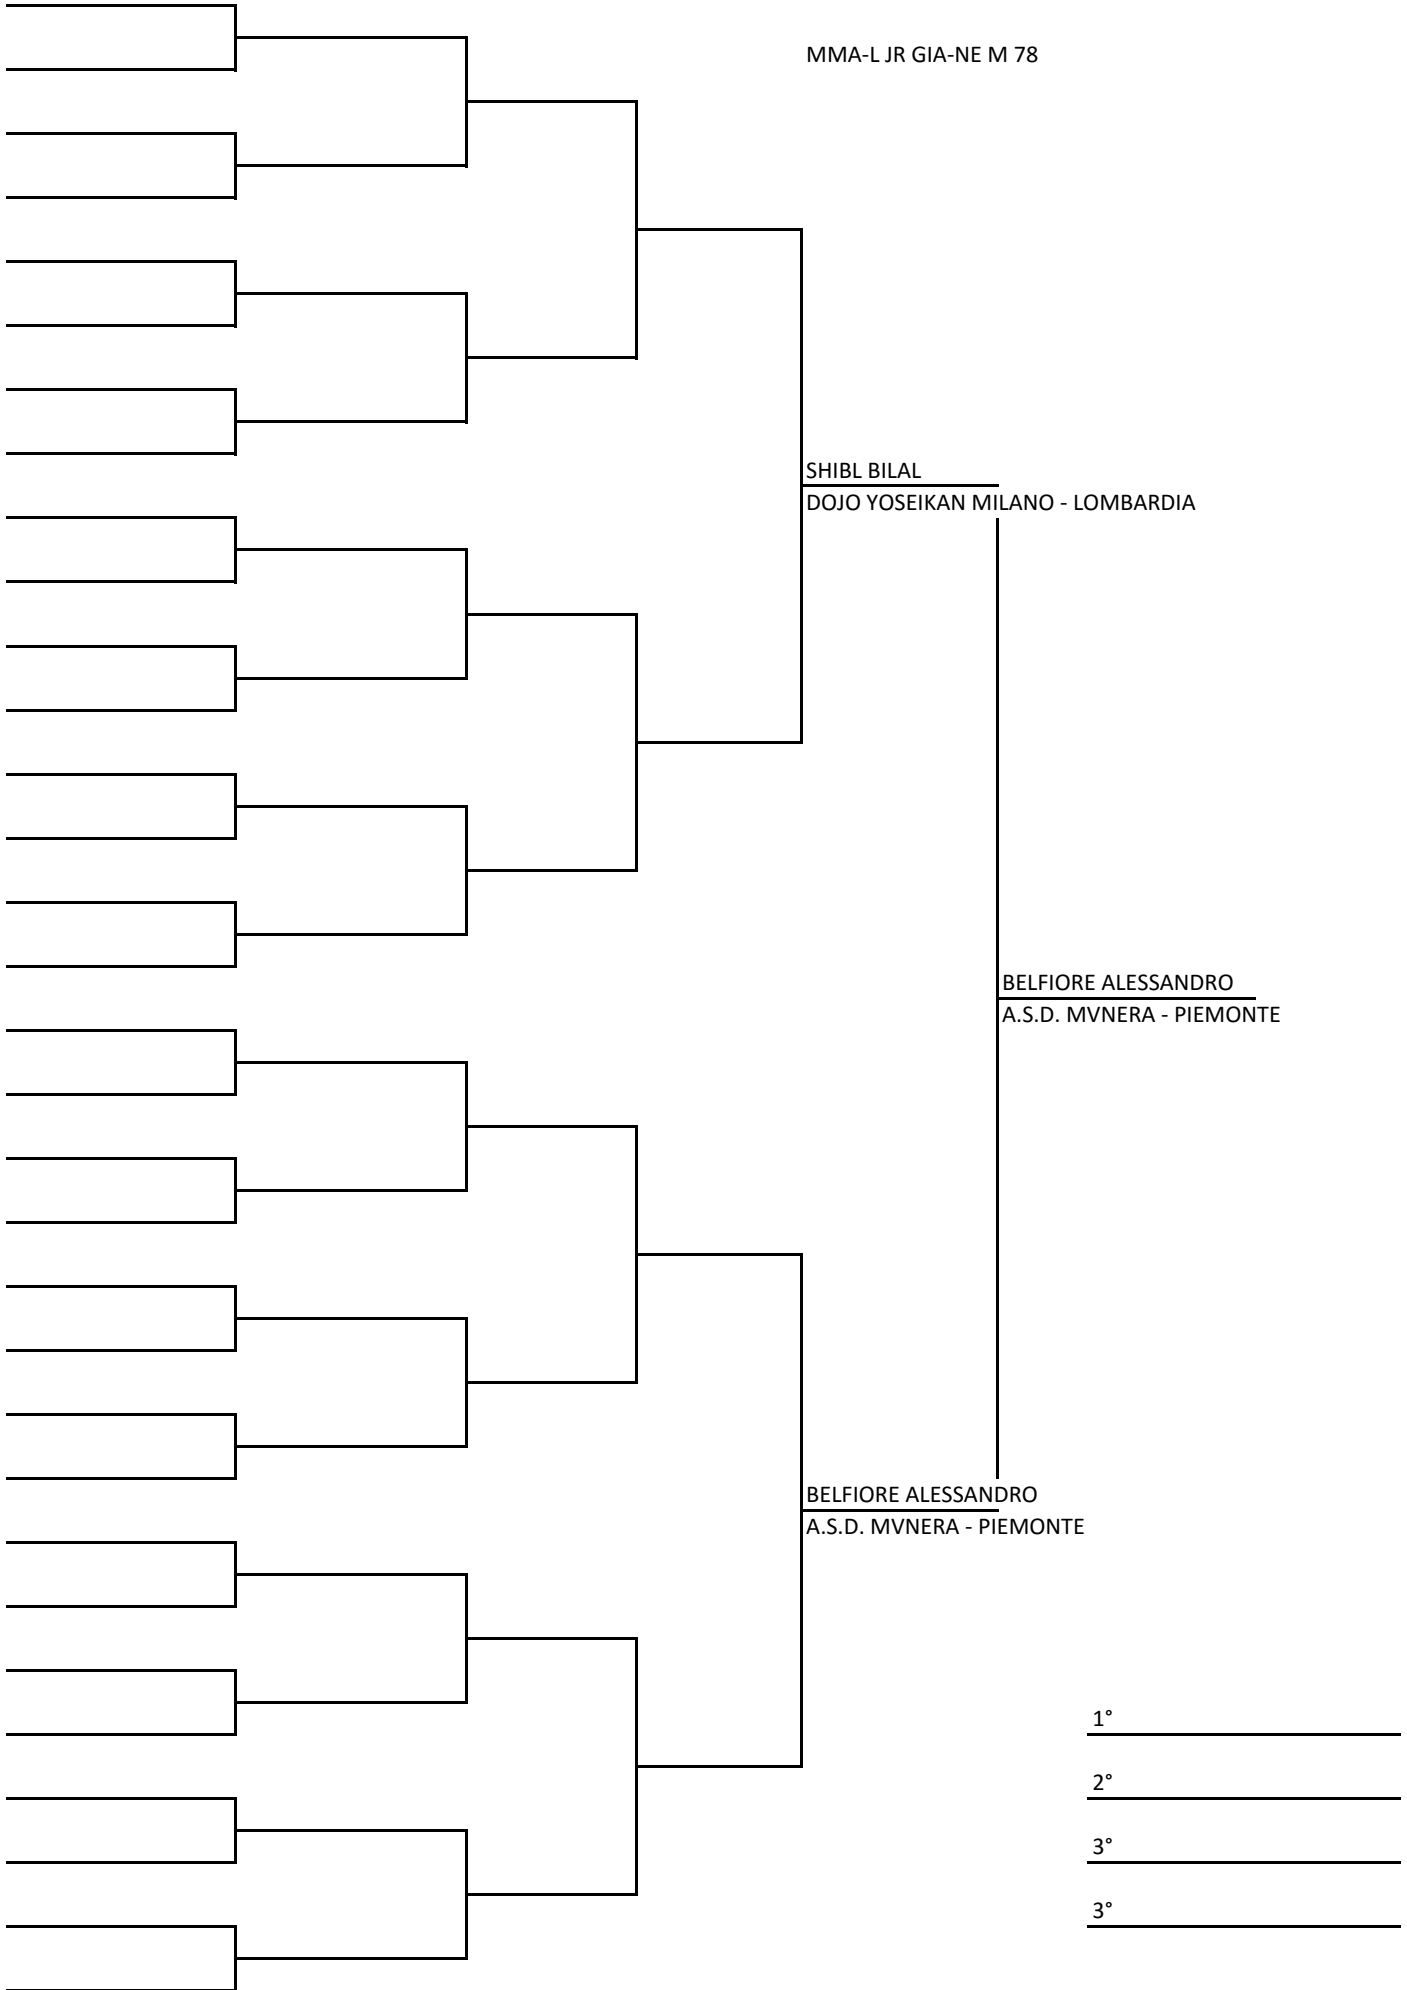 MMA-L JR GIA-NE M 78
SHIBL BILAL
DOJO YOSEIKAN MILANO - LOMBARDIA
BELFIORE ALESSANDRO
A.S.D. MVNERA - PIEMONTE
BELFIORE ALESSANDRO
A.S.D. MVNERA - PIEMONTE
1°
2°
3°
3°